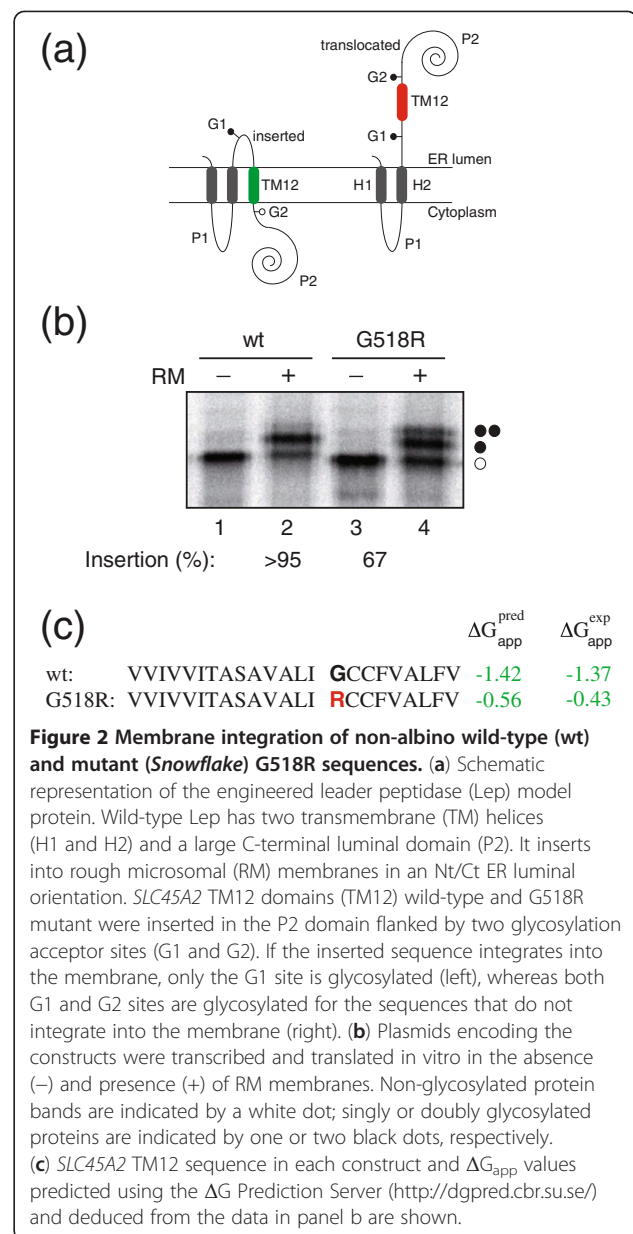 (a)
translocated
P2
G2
TM12
G1
inserted
G1
ER lumen
TM12
H1
H2
Cytoplasm
G2
P1
P2
P1
(b)
wt
G518R
RM − + − +
1 2 3 4
Insertion (%): >95 67
(c)
ΔG app pred ΔG app exp
wt: VVIVVITASAVALI GCCFVALFV -1.42 -1.37
G518R: VVIVVITASAVALI RCCFVALFV -0.56 -0.43
Figure 2 Membrane integration of non-albino wild-type (wt)
and mutant (Snowflake) G518R sequences. (a) Schematic
representation of the engineered leader peptidase (Lep) model
protein. Wild-type Lep has two transmembrane (TM) helices
(H1 and H2) and a large C-terminal luminal domain (P2). It inserts
into rough microsomal (RM) membranes in an Nt/Ct ER luminal
orientation. SLC45A2 TM12 domains (TM12) wild-type and G518R
mutant were inserted in the P2 domain flanked by two glycosylation
acceptor sites (G1 and G2). If the inserted sequence integrates into
the membrane, only the G1 site is glycosylated (left), whereas both
G1 and G2 sites are glycosylated for the sequences that do not
integrate into the membrane (right). (b) Plasmids encoding the
constructs were transcribed and translated in vitro in the absence
(−) and presence (+) of RM membranes. Non-glycosylated protein
bands are indicated by a white dot; singly or doubly glycosylated
proteins are indicated by one or two black dots, respectively.
(c) SLC45A2 TM12 sequence in each construct and ΔGapp values
predicted using the ΔG Prediction Server (http://dgpred.cbr.su.se/)
and deduced from the data in panel b are shown.